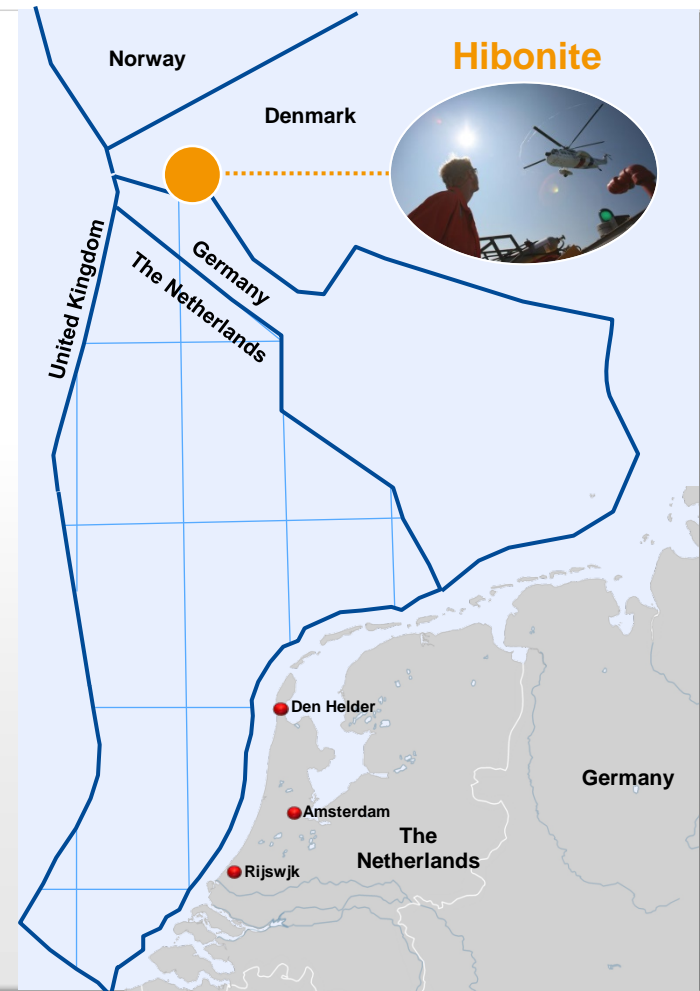 Norway
Hibonite
Denmark
United Kingdom
Germany
The Netherlands
Den Helder
Germany
Amsterdam
The
Netherlands
Rijswjk